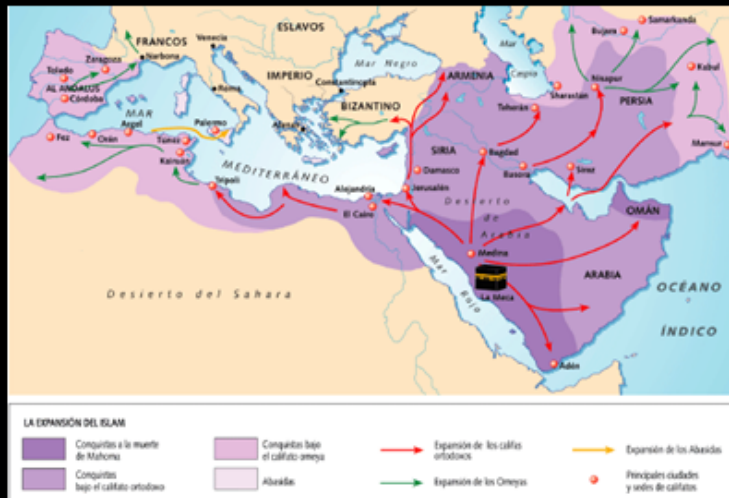 FRANCOS
ESLAVOS
Venecia
Mar Negro
Mar
Caspio
Samarkanda
Bujara
Zaragoza
Narbona
Toledo
AL ANDALUS
Córdoba
Roma
IMPERIO
Constantinopla
BIZANTINO
ARMENIA
Nisapur
Kabul
Sharastán
Teherán
PERSIA
MAR
Argel
Fez
Orán
Túnez
Palermo
Atenas
Kairuán
MEDITERRÁNEO
SIRIA
Damasco
Bagdad
Basora
Siraz
Mansur
Trípoli
Alejandría
Jerusalén
El Cairo
Desierto
de
Arabia
OMÁN
Medina
La Meca
ARABIA
Mar Rojo
Adén
OCÉANO
ÍNDICO
Desierto del Sahara
LA EXPANSIÓN DEL ISLAM
Conquistas a la muerte
de Mahoma
Conquistas
bajo el califato ortodoxo
Conquistas bajo
el califato omeya
Abasidas
Expansión de los califas
ortodoxos
Expansión de los Omeyas
Expansión de los Abasidas
Principales ciudades
y sedes de califatos